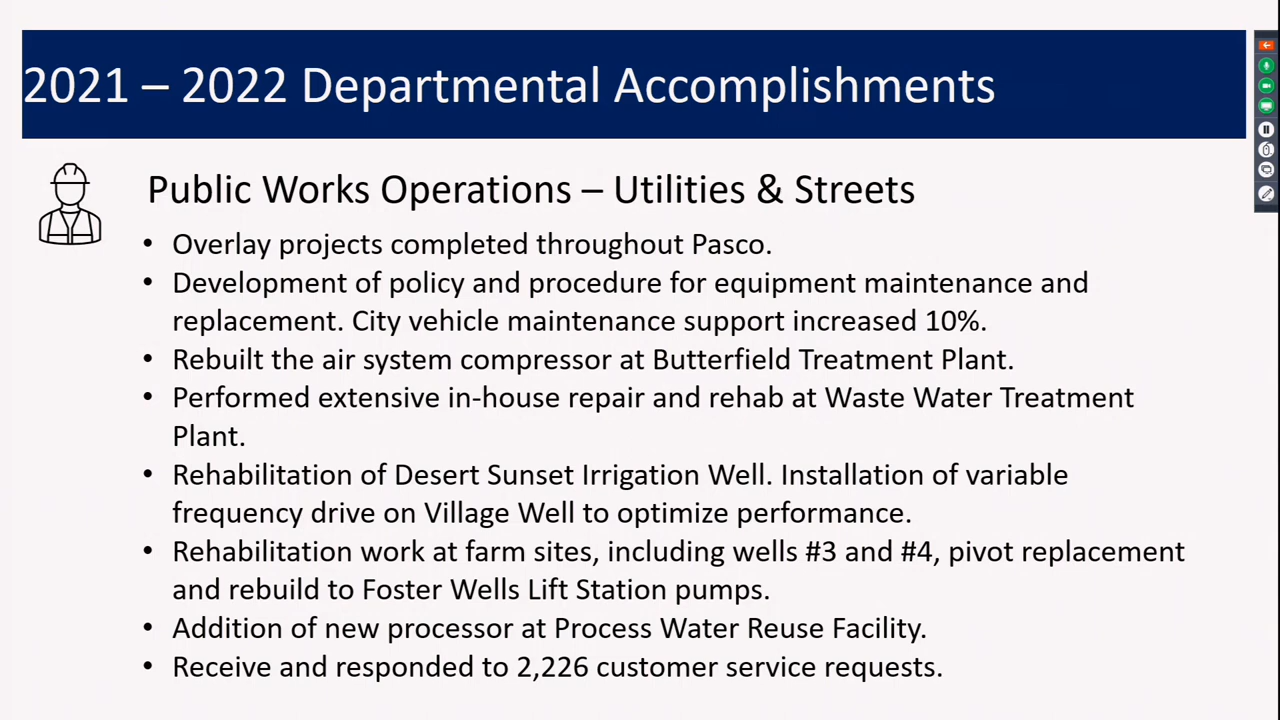 2021 – 2022 Departmental Accomplishments
Public Works Operations – Utilities & Streets
• Overlay projects completed throughout Pasco.
• Development of policy and procedure for equipment maintenance and
replacement. City vehicle maintenance support increased 10%.
• Rebuilt the air system compressor at Butterfield Treatment Plant.
• Performed extensive in-house repair and rehab at Waste Water Treatment
Plant.
• Rehabilitation of Desert Sunset Irrigation Well. Installation of variable
frequency drive on Village Well to optimize performance.
• Rehabilitation work at farm sites, including wells #3 and #4, pivot replacement
and rebuild to Foster Wells Lift Station pumps.
• Addition of new processor at Process Water Reuse Facility.
• Receive and responded to 2,226 customer service requests.